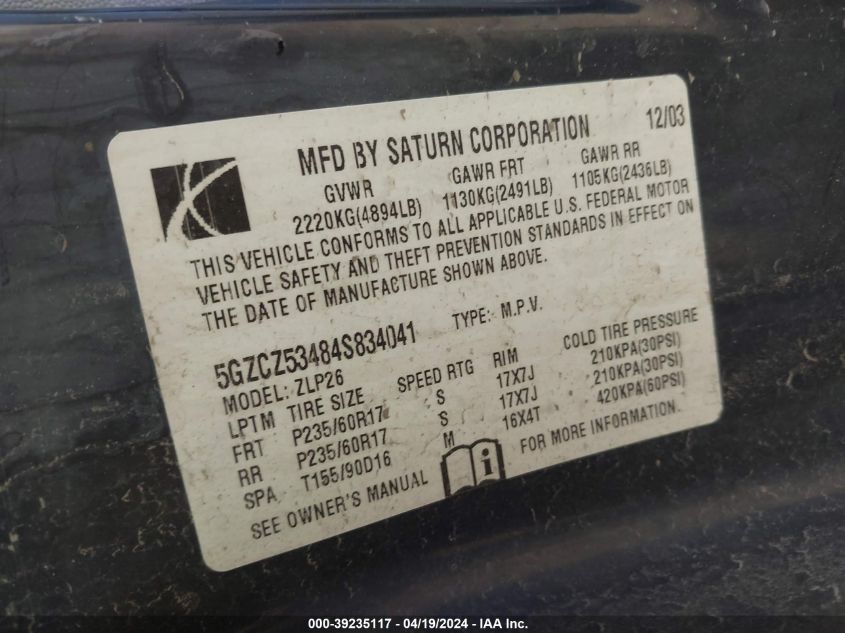 MFD BY SATURN CORPORATION 12/03
GVWR GAWR FRT GAWR RR
2220KG(4894LB) 1130KG(2491LB) 1105KG(2436LB)
THIS VEHICLE CONFORMS TO ALL APPLICABLE U.S. FEDERAL MOTOR
VEHICLE SAFETY AND THEFT PREVENTION STANDARDS IN EFFECT ON
THE DATE OF MANUFACTURE SHOWN ABOVE.
5GZCZ53484S834041 TYPE: M.P.V.
MODEL: ZLP26
LPTM TIRE SIZE SPEED RTG RIM COLD TIRE PRESSURE
FRT P235/60R17 S 17X7J 210KPA(30PSI)
RR P235/60R17 S 17X7J 210KPA(30PSI)
SPA T155/90D16 M 16X4T 420KPA(60PSI)
SEE OWNER'S MANUAL i FOR MORE INFORMATION.
000-39235117 - 04/19/2024 - IAA Inc.